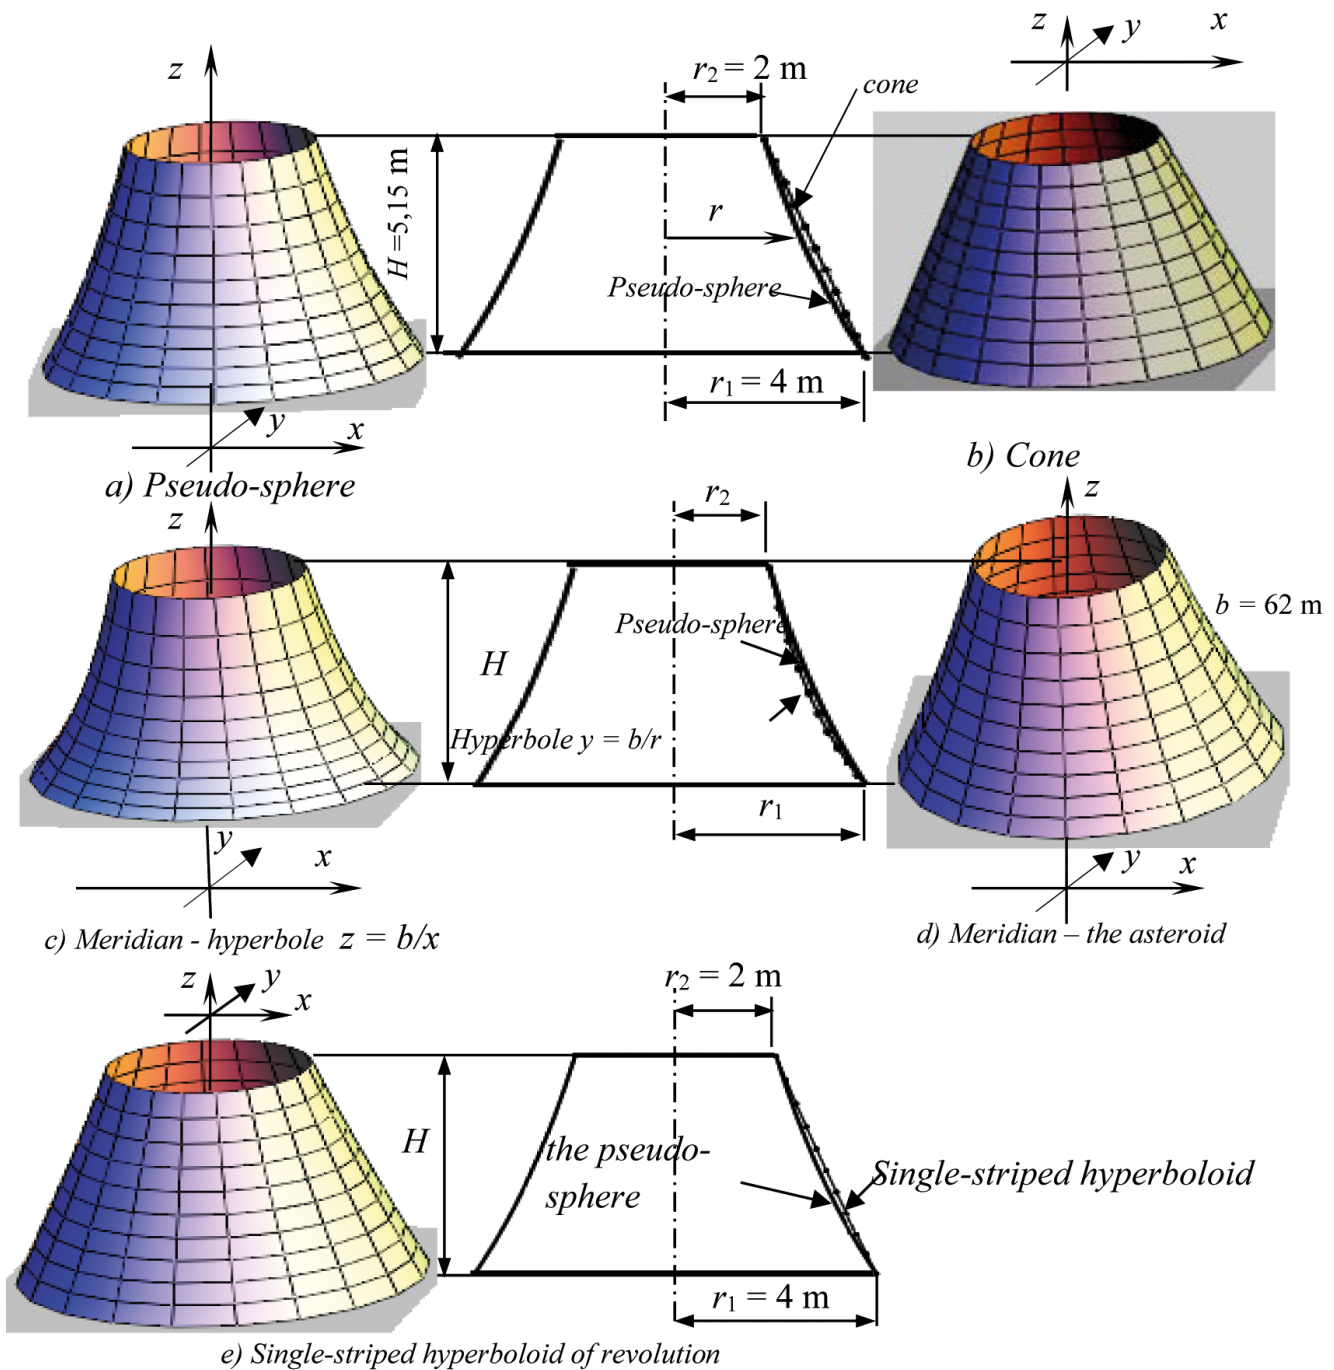 z
y
x
r₂ = 2 m
cone
z
H =5,15 m
r
Pseudo-sphere
r₁ = 4 m
y
x
a) Pseudo-sphere
b) Cone
z
r₂
z
Pseudo-sphere
b = 62 m
H
Hyperbole y = b/r
r₁
y
x
y
x
c) Meridian - hyperbole z = b/x
d) Meridian – the asteroid
z
y
x
r₂ = 2 m
H
the pseudo-
sphere
Single-striped hyperboloid
r₁ = 4 m
e) Single-striped hyperboloid of revolution